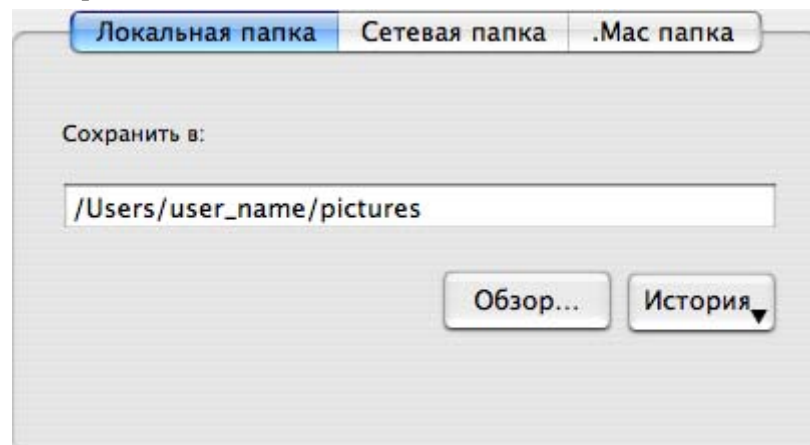 Локальная папка Сетевая папка .Mac папка
Сохранить в:
/Users/user_name/pictures
Обзор... История